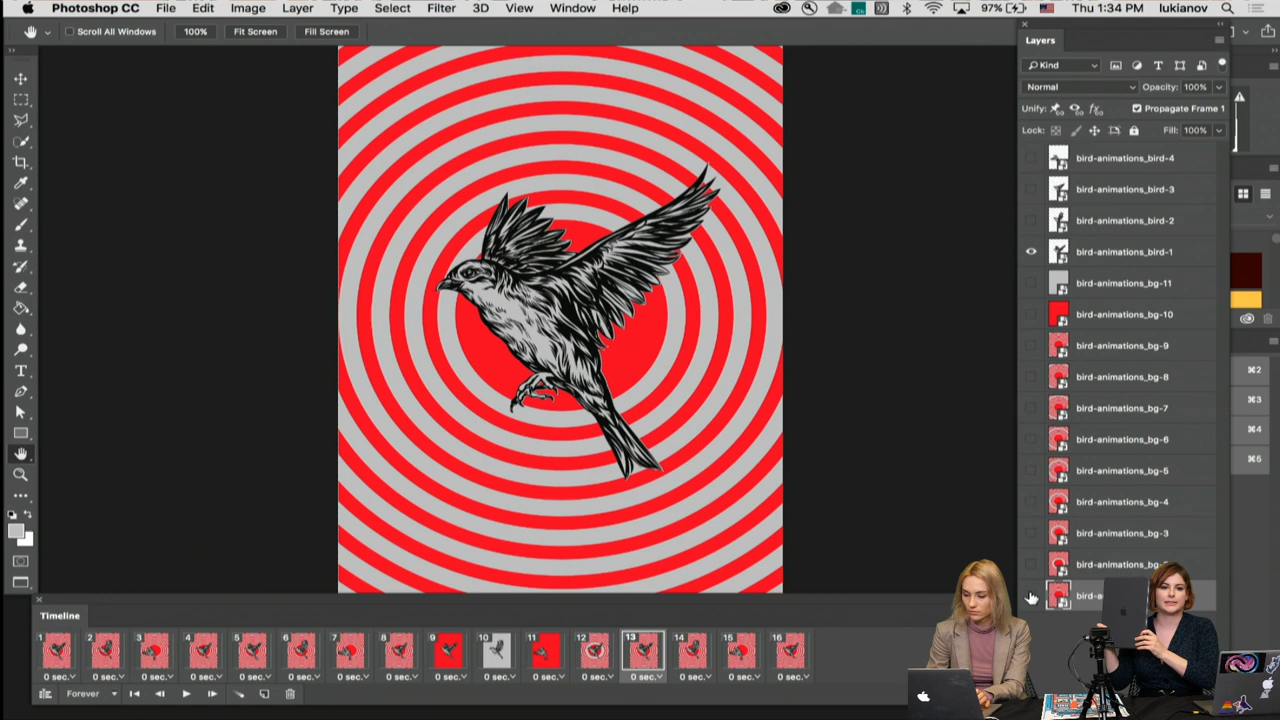 Photoshop CC File Edit Image Layer Type Select Filter 3D View Window Help 97% Thu 1:34 PM lukianov
Scroll All Windows 100% Fit Screen Fill Screen
Layers
Kind
Normal Opacity: 100%
Unify: Propagate Frame 1
Lock: Fill: 100%
bird-animations_bird-4
bird-animations_bird-3
bird-animations_bird-2
bird-animations_bird-1
bird-animations_bg-11
bird-animations_bg-10
bird-animations_bg-9
bird-animations_bg-8
bird-animations_bg-7
bird-animations_bg-6
bird-animations_bg-5
bird-animations_bg-4
bird-animations_bg-3
bird-animations_bg-
bird-a
⌘2
⌘3
⌘4
⌘5
Timeline
1 2 3 4 5 6 7 8 9 10 11 12 13 14 15 16
0 sec. 0 sec. 0 sec. 0 sec. 0 sec. 0 sec. 0 sec. 0 sec. 0 sec. 0 sec. 0 sec. 0 sec. 0 sec. 0 sec. 0 sec. 0 sec.
Forever